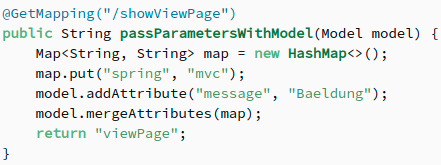 @GetMapping("/showViewPage")
public String passParametersWithModel(Model model) {
    Map<String, String> map = new HashMap<>();
    map.put("spring", "mvc");
    model.addAttribute("message", "Baeldung");
    model.mergeAttributes(map);
    return "viewPage";
}